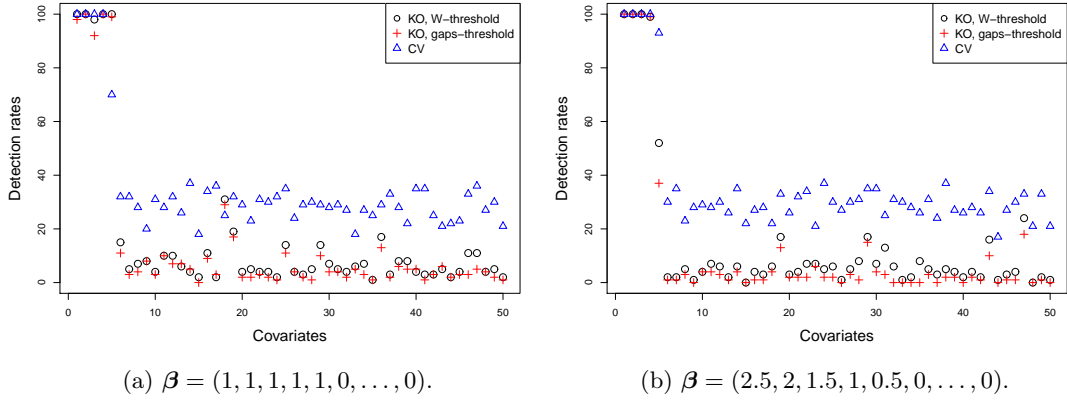 KO, W−threshold
KO, gaps−threshold
CV
Detection rates
100
80
60
40
20
0
0 10 20 30 40 50
Covariates
(a) β = (1, 1, 1, 1, 1, 0, . . . , 0).
KO, W−threshold
KO, gaps−threshold
CV
Detection rates
100
80
60
40
20
0
0 10 20 30 40 50
Covariates
(b) β = (2.5, 2, 1.5, 1, 0.5, 0, . . . , 0).